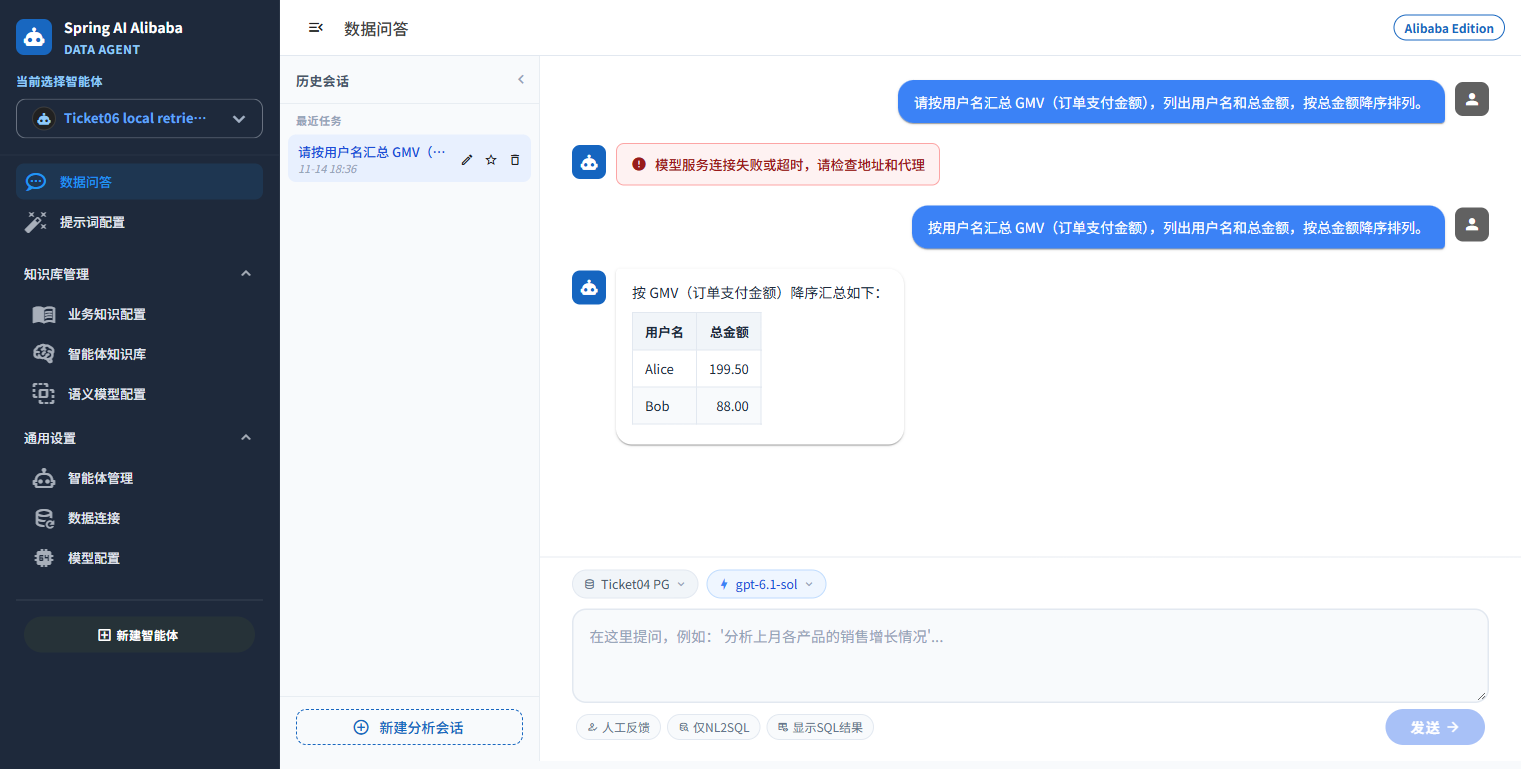 Spring AI Alibaba
DATA AGENT
当前选择智能体
Ticket06 local retrie···
数据问答
提示词配置
知识库管理
业务知识配置
智能体知识库
语义模型配置
通用设置
智能体管理
数据连接
模型配置
新建智能体
数据问答
Alibaba Edition
历史会话
最近任务
请按用户名汇总 GMV（···
11-14 18:36
新建分析会话
请按用户名汇总 GMV（订单支付金额），列出用户名和总金额，按总金额降序排列。
模型服务连接失败或超时，请检查地址和代理
按用户名汇总 GMV（订单支付金额），列出用户名和总金额，按总金额降序排列。
按 GMV（订单支付金额）降序汇总如下：
用户名 总金额
Alice 199.50
Bob 88.00
Ticket04 PG
gpt-6.1-sol
在这里提问，例如：'分析上月各产品的销售增长情况'...
人工反馈
仅NL2SQL
显示SQL结果
发送